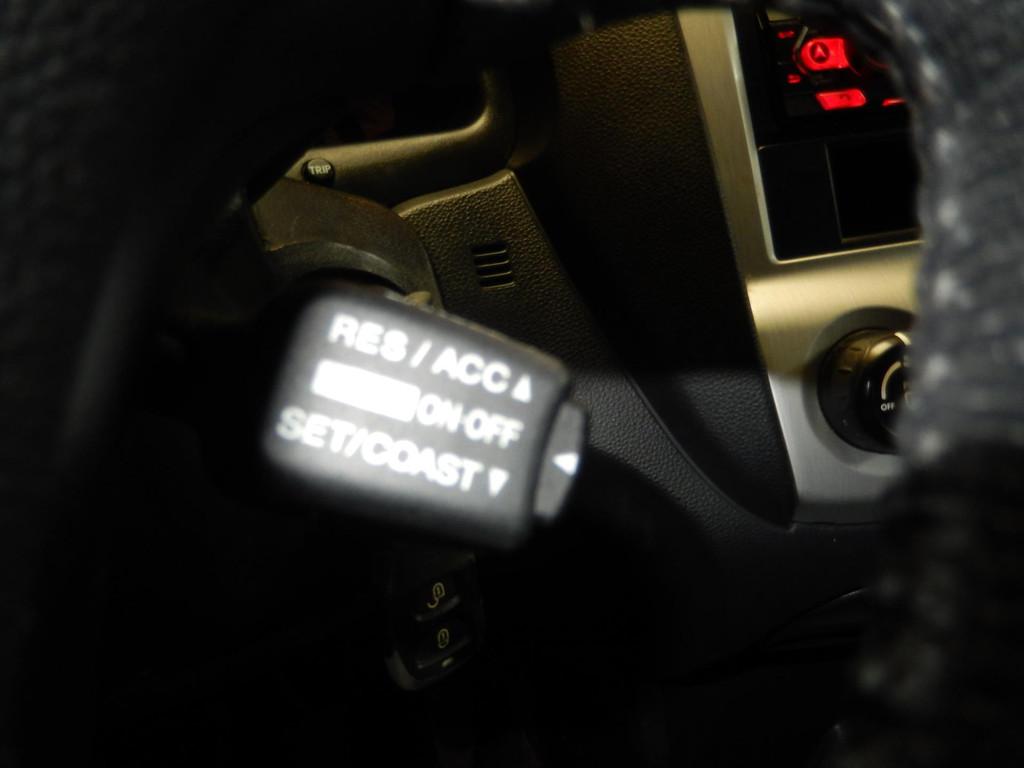 TRIP
RES/ACC▲
ON·OFF
SET/COAST▼
OFF